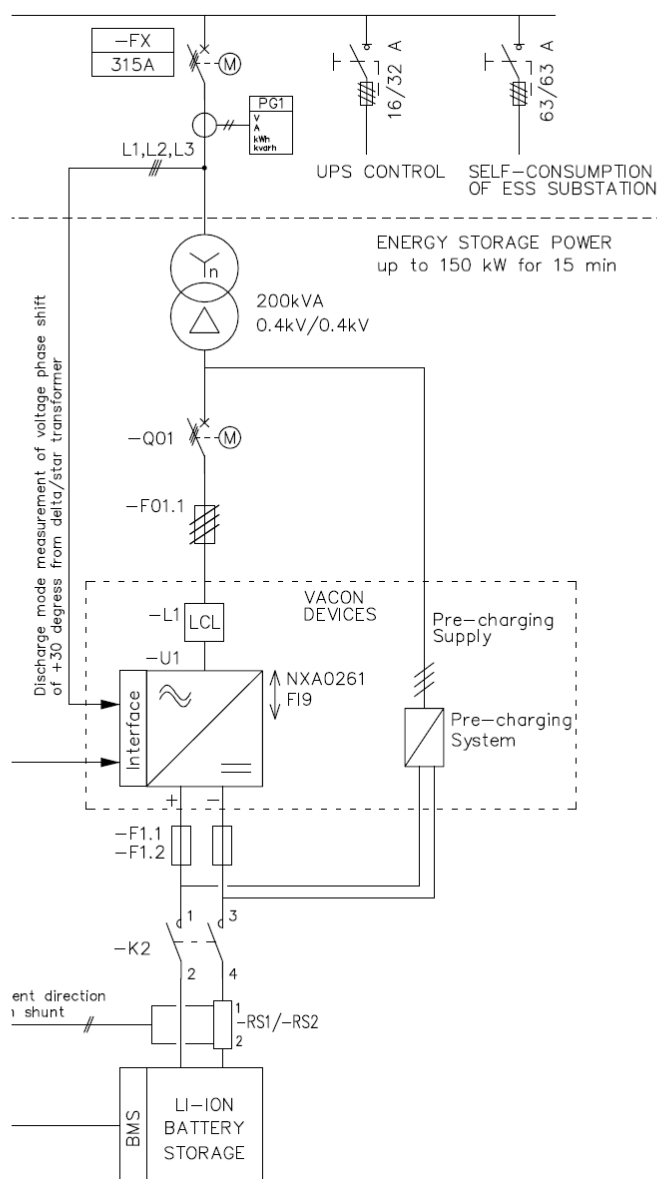 -FX
315A
M
PG1
V
A
kWh
kvarh
16/32 A
63/63 A
L1,L2,L3
UPS CONTROL
SELF-CONSUMPTION
OF ESS SUBSTATION
ENERGY STORAGE POWER
up to 150 kW for 15 min
Yn
200kVA
0.4kV/0.4kV
Discharge mode measurement of voltage phase shift
of +30 degress from delta/star transformer
-Q01
M
-F01.1
VACON
DEVICES
-L1
LCL
Pre-charging
Supply
-U1
NXA0261
FI9
Interface
Pre-charging
System
+
-
-F1.1
-F1.2
1
3
-K2
2
4
ent direction
shunt
1
-RS1/-RS2
2
BMS
LI-ION
BATTERY
STORAGE